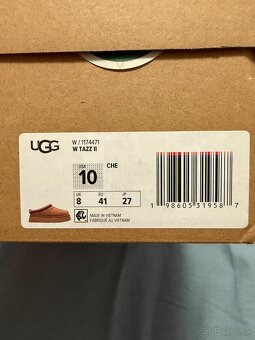 UGG
W / 1174471
W TAZZ II
USA
10
CHE
UK
EU
JP
8
41
27
MADE IN VIETNAM
FABRIQUÉ AU VIETNAM
1 98605 31958 7